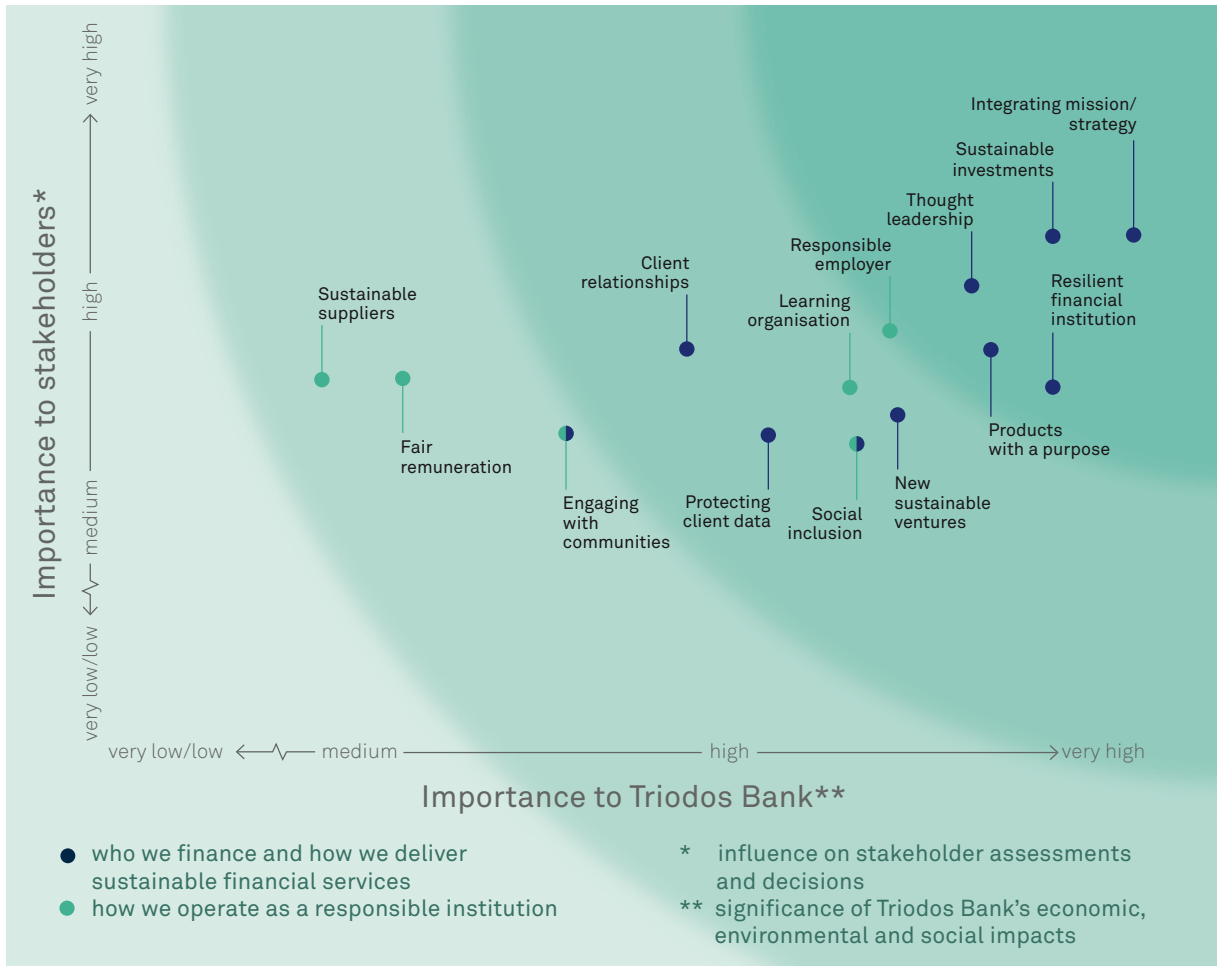 Importance to stakeholders*
very high
high
medium
very low/low
Integrating mission/
strategy
Sustainable
investments
Thought
leadership
Responsible
employer
Client
relationships
Resilient
financial
institution
Sustainable
suppliers
Learning
organisation
Fair
remuneration
Products
with a purpose
Engaging
with
communities
Protecting
client data
Social
inclusion
New
sustainable
ventures
very low/low
medium
high
very high
Importance to Triodos Bank**
who we finance and how we deliver
sustainable financial services
how we operate as a responsible institution
* influence on stakeholder assessments
and decisions
** significance of Triodos Bank’s economic,
environmental and social impacts